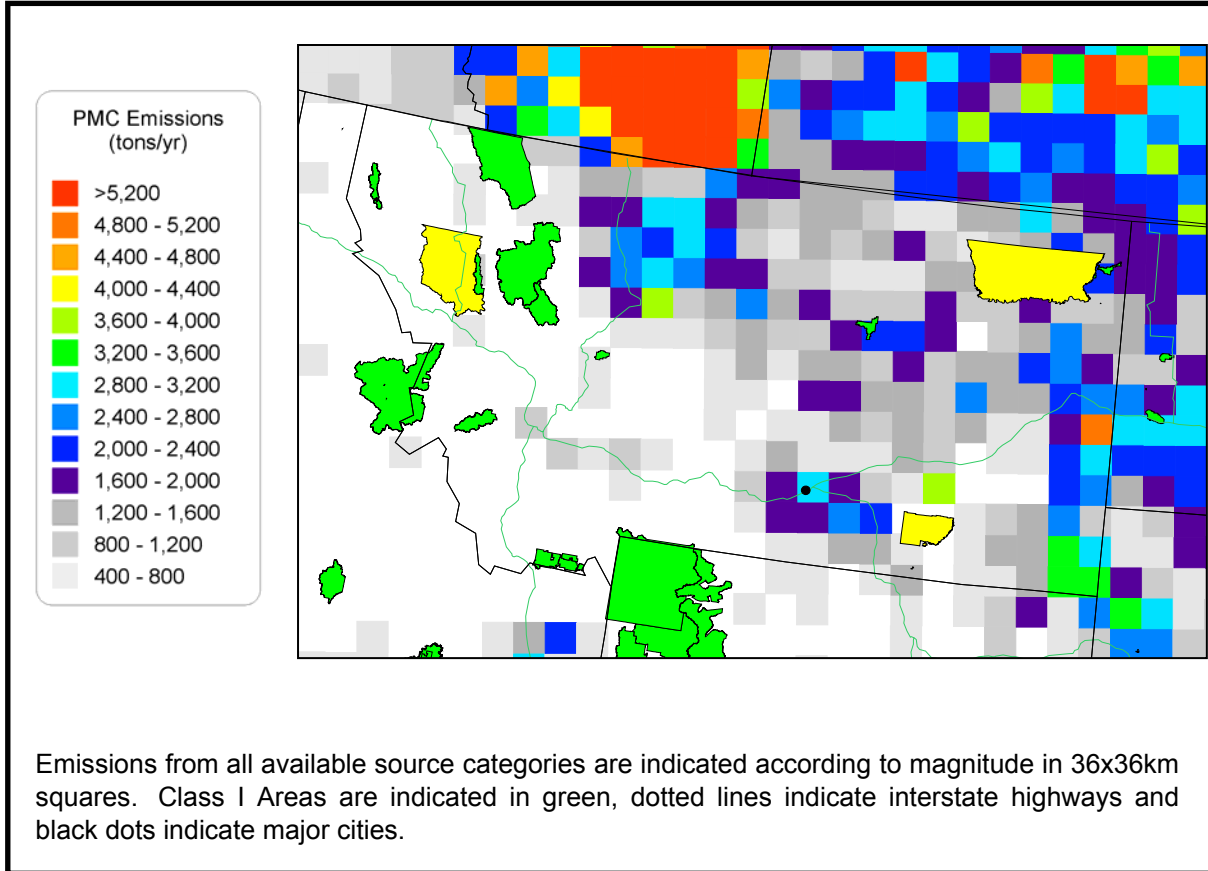 PMC Emissions
(tons/yr)
>5,200
4,800 - 5,200
4,400 - 4,800
4,000 - 4,400
3,600 - 4,000
3,200 - 3,600
2,800 - 3,200
2,400 - 2,800
2,000 - 2,400
1,600 - 2,000
1,200 - 1,600
800 - 1,200
400 - 800
Emissions from all available source categories are indicated according to magnitude in 36x36km
squares. Class I Areas are indicated in green, dotted lines indicate interstate highways and
black dots indicate major cities.